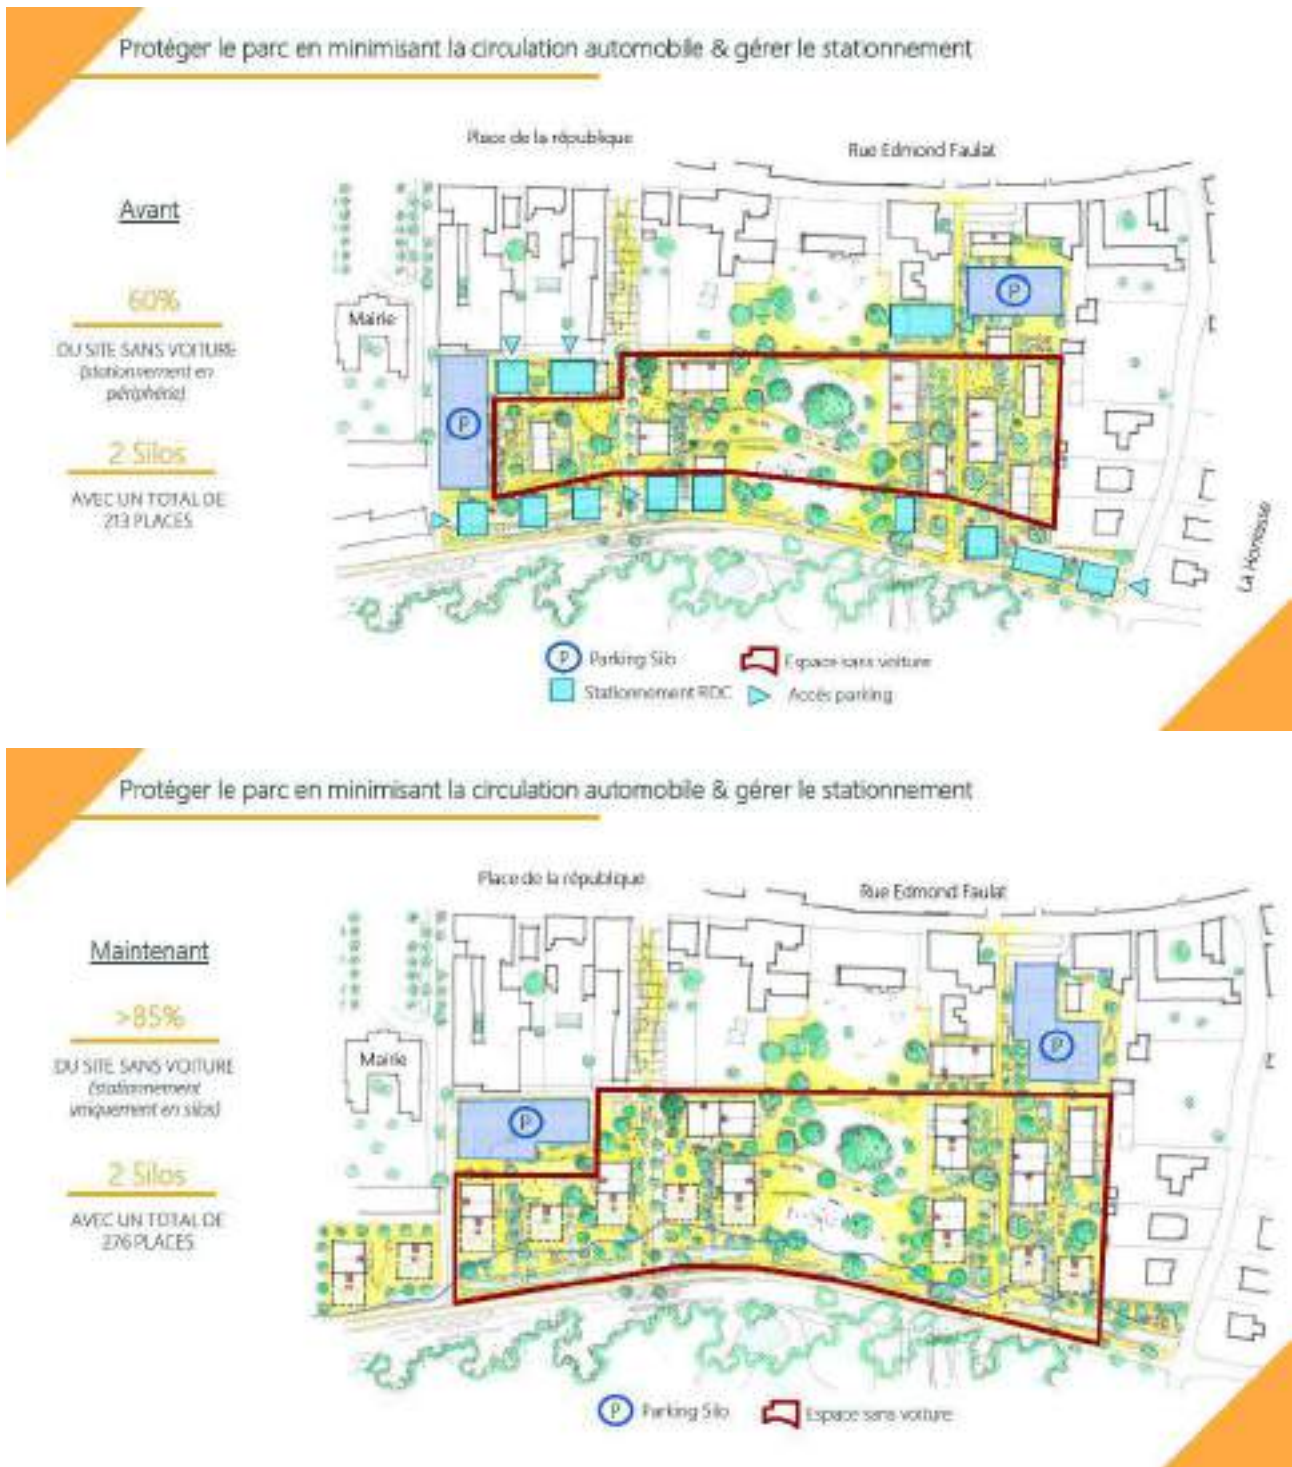 Protéger le parc en minimisant la circulation automobile & gérer le stationnement
Place de la république
Rue Edmond Faulat
Avant
60%
DU SITE SANS VOITURE
(stationnement en
périphérie)
2 Silos
AVEC UN TOTAL DE
213 PLACES
Mairie
P
P
La Hontasse
P Parking Silo
Espace sans voiture
Stationnement RDC
Accès parking
Protéger le parc en minimisant la circulation automobile & gérer le stationnement
Place de la république
Rue Edmond Faulat
Maintenant
>85%
DU SITE SANS VOITURE
(stationnement
uniquement en silos)
2 Silos
AVEC UN TOTAL DE
276 PLACES
Mairie
P
P
P Parking Silo
Espace sans voiture